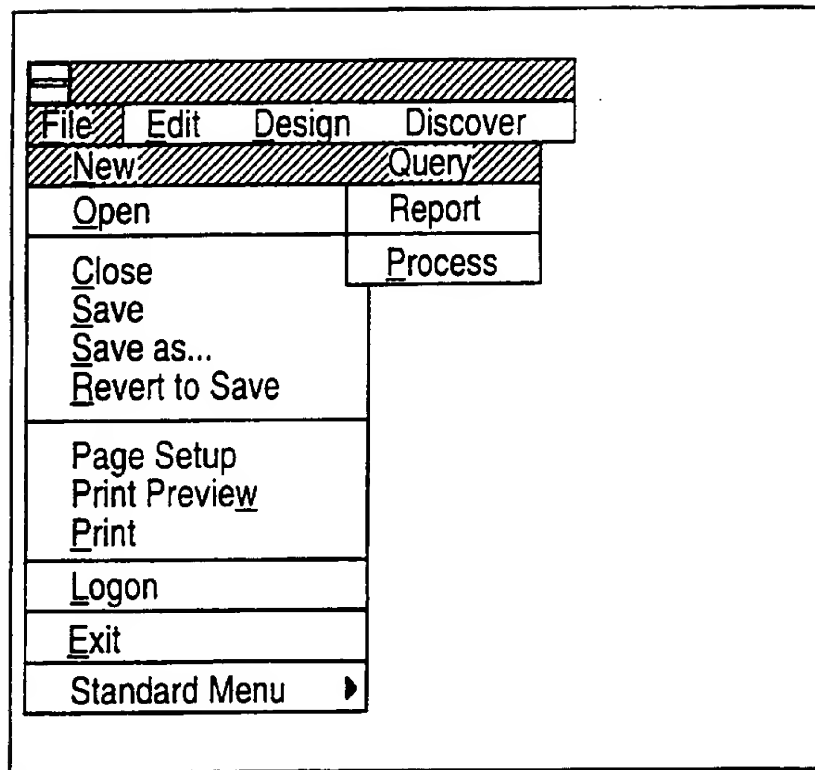 File Edit Design Discover
New Query
Open Report
Close Process
Save
Save as...
Revert to Save
Page Setup
Print Preview
Print
Logon
Exit
Standard Menu